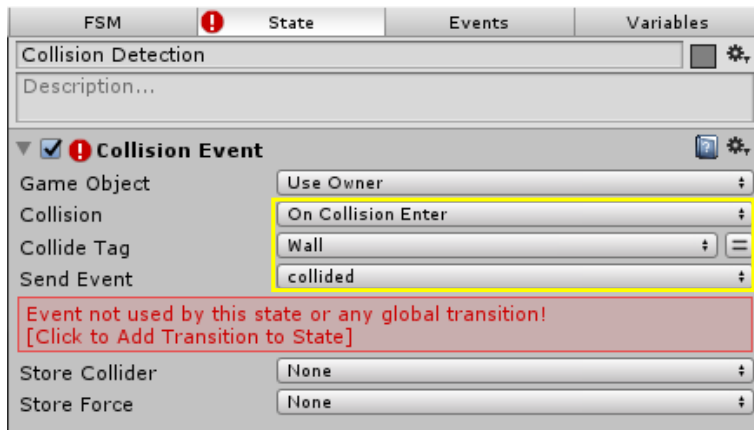 FSM State Events Variables
Collision Detection
Description...
Collision Event
Game Object Use Owner
Collision On Collision Enter
Collide Tag Wall
Send Event collided
Event not used by this state or any global transition!
[Click to Add Transition to State]
Store Collider None
Store Force None